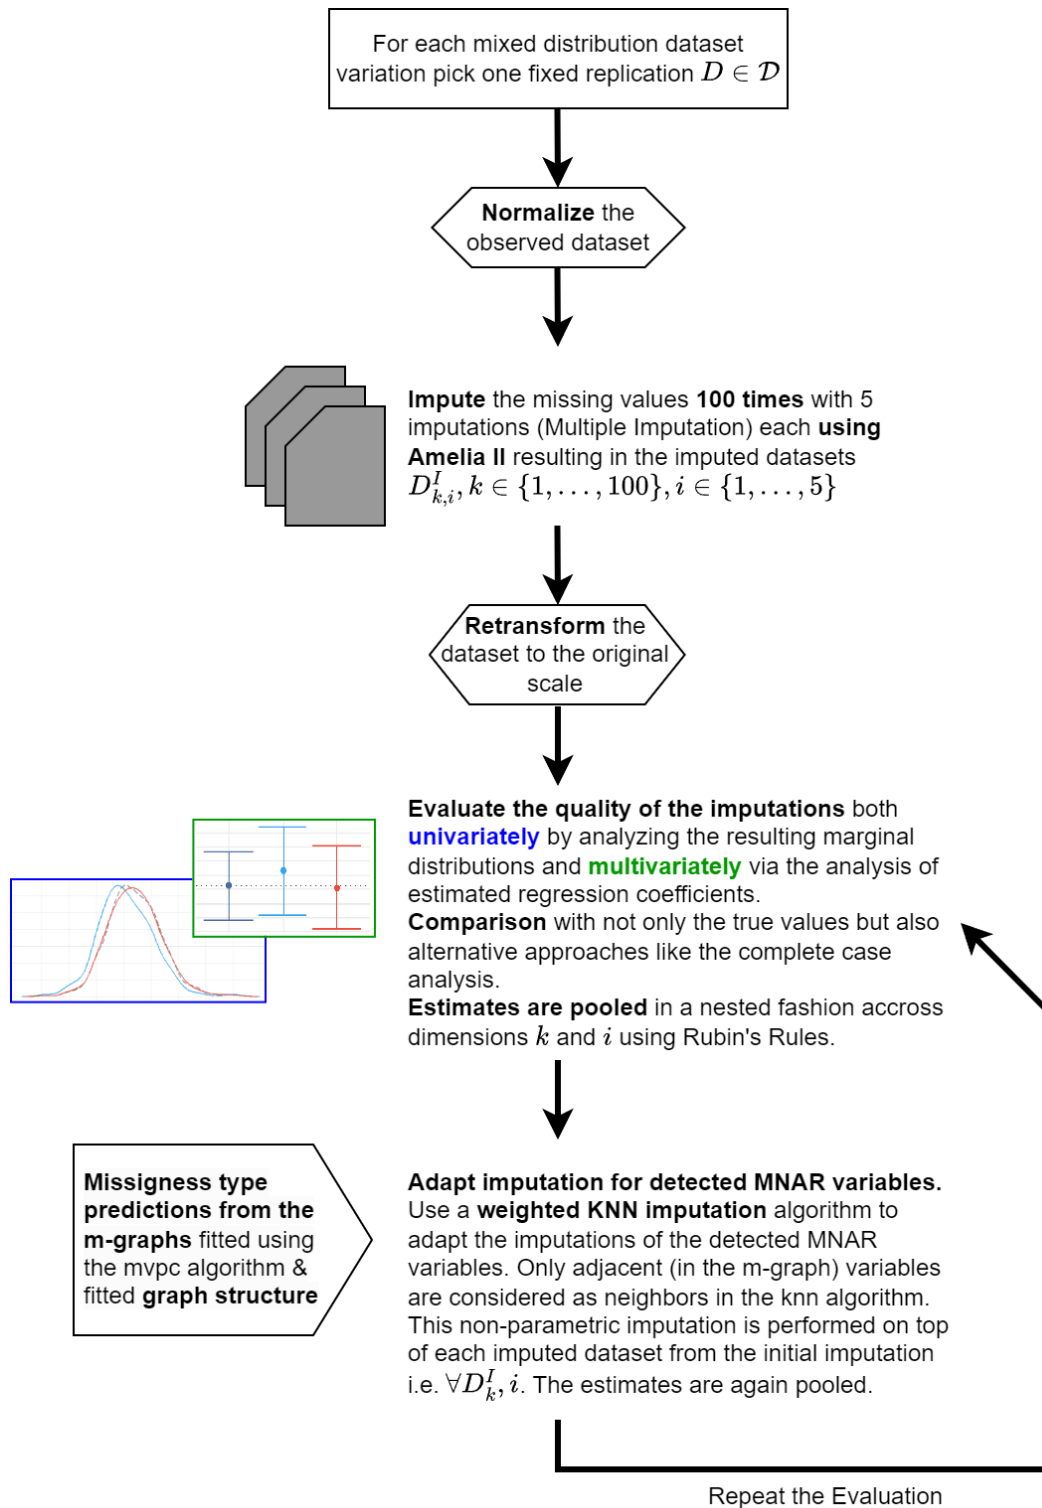 For each mixed distribution dataset
variation pick one fixed replication D ∈ 𝒟
Normalize the
observed dataset
Impute the missing values 100 times with 5
imputations (Multiple Imputation) each using
Amelia II resulting in the imputed datasets
D^I_{k,i}, k ∈ {1, . . . , 100}, i ∈ {1, . . . , 5}
Retransform the
dataset to the original
scale
Evaluate the quality of the imputations both
univariately by analyzing the resulting marginal
distributions and multivariately via the analysis of
estimated regression coefficients.
Comparison with not only the true values but also
alternative approaches like the complete case
analysis.
Estimates are pooled in a nested fashion accross
dimensions k and i using Rubin's Rules.
Missigness type
predictions from the
m-graphs fitted using
the mvpc algorithm &
fitted graph structure
Adapt imputation for detected MNAR variables.
Use a weighted KNN imputation algorithm to
adapt the imputations of the detected MNAR
variables. Only adjacent (in the m-graph) variables
are considered as neighbors in the knn algorithm.
This non-parametric imputation is performed on top
of each imputed dataset from the initial imputation
i.e. ∀D^I_k, i. The estimates are again pooled.
Repeat the Evaluation